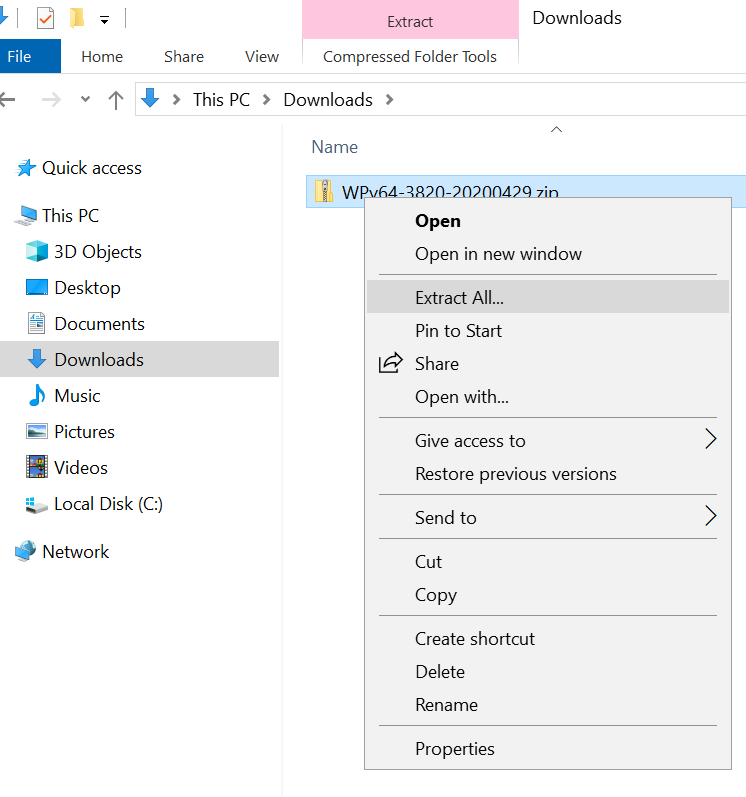 Extract
Downloads
File
Home
Share
View
Compressed Folder Tools
This PC
Downloads
Name
Quick access
This PC
3D Objects
Desktop
Documents
Downloads
Music
Pictures
Videos
Local Disk (C:)
Network
WPy64-3820-20200429.zip
Open
Open in new window
Extract All...
Pin to Start
Share
Open with...
Give access to
Restore previous versions
Send to
Cut
Copy
Create shortcut
Delete
Rename
Properties